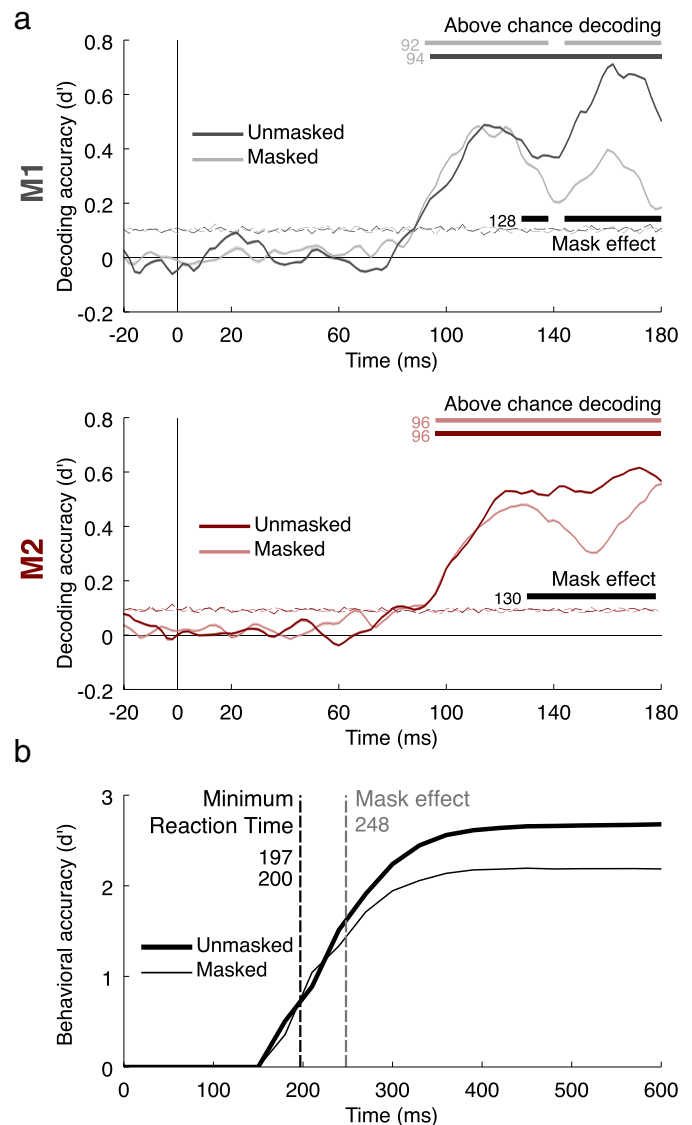 a
Above chance decoding
92
94
0.8
0.6
0.4
0.2
0
-0.2
Unmasked
Masked
128
Mask effect
M1
Decoding accuracy (d')
-20 0 20 60 100 140 180
Time (ms)
Above chance decoding
96
96
0.8
0.6
0.4
0.2
0
-0.2
Unmasked
Masked
Mask effect
130
M2
Decoding accuracy (d')
-20 0 20 60 100 140 180
Time (ms)
b
3
2
1
0
Minimum
Reaction Time
197
200
Mask effect
248
Unmasked
Masked
Behavioral accuracy (d')
0 100 200 300 400 500 600
Time (ms)